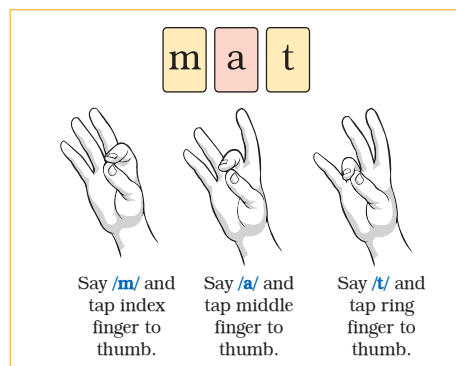 m a t
Say /m/ and
tap index
finger to
thumb.
Say /a/ and
tap middle
finger to
thumb.
Say /t/ and
tap ring
finger to
thumb.